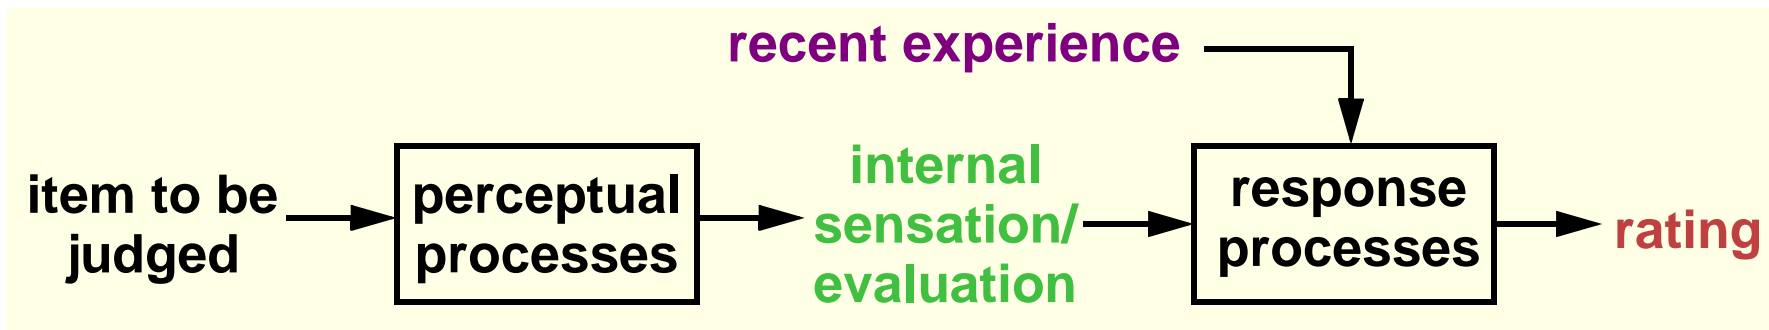 recent experience
item to be
judged
perceptual
processes
internal
sensation/
evaluation
response
processes
rating